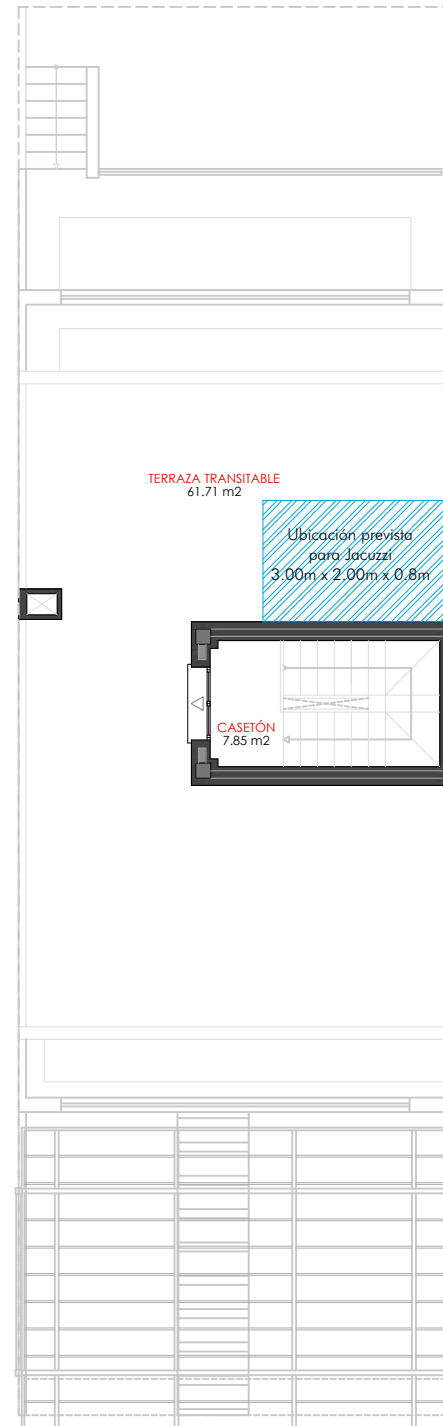 TERRAZA TRANSITABLE
61.71 m2
Ubicación prevista
para Jacuzzi
3.00m x 2.00m x 0.8m
CASETÓN
7.85 m2